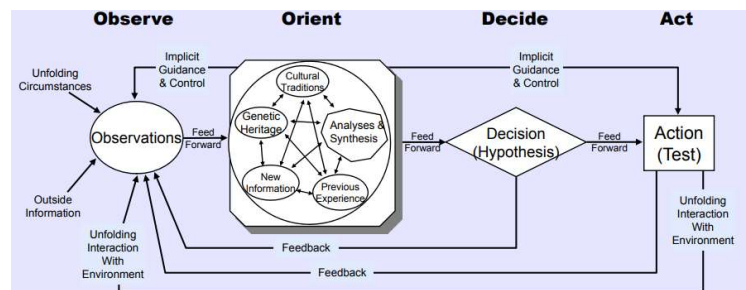 Observe
Orient
Decide
Act
Implicit
Guidance
& Control
Implicit
Guidance
& Control
Unfolding
Circumstances
Observations
Outside
Information
Feed
Forward
Cultural
Traditions
Genetic
Heritage
Analyses &
Synthesis
New
Information
Previous
Experience
Feed
Forward
Decision
(Hypothesis)
Feed
Forward
Action
(Test)
Unfolding
Interaction
With
Environment
Feedback
Feedback
Unfolding
Interaction
With
Environment